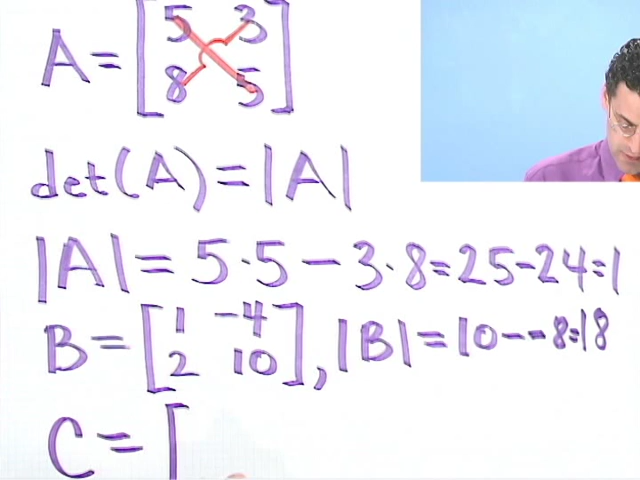 A = [5 3
8 5]
det(A) = |A|
|A| = 5·5 - 3·8 = 25 - 24 = 1
B = [1 -4
2 10], |B| = 10 - -8 = 18
C = [